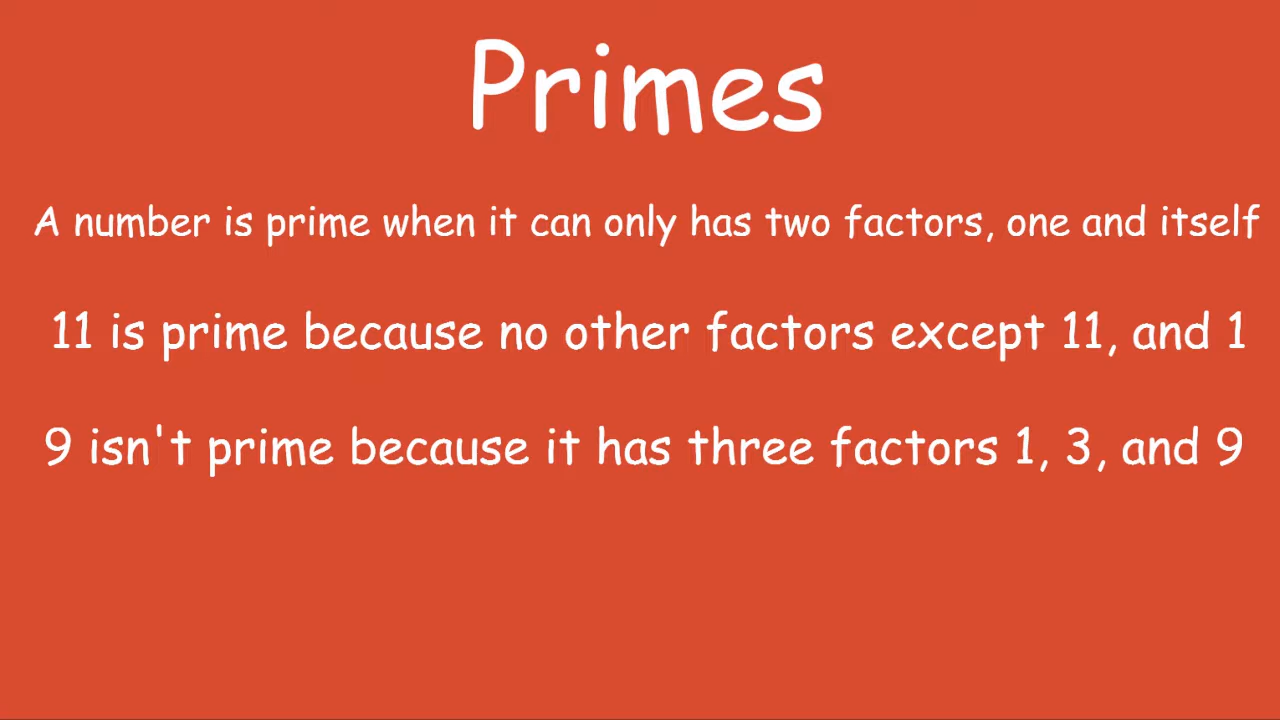 Primes
A number is prime when it can only has two factors, one and itself
11 is prime because no other factors except 11, and 1
9 isn't prime because it has three factors 1, 3, and 9